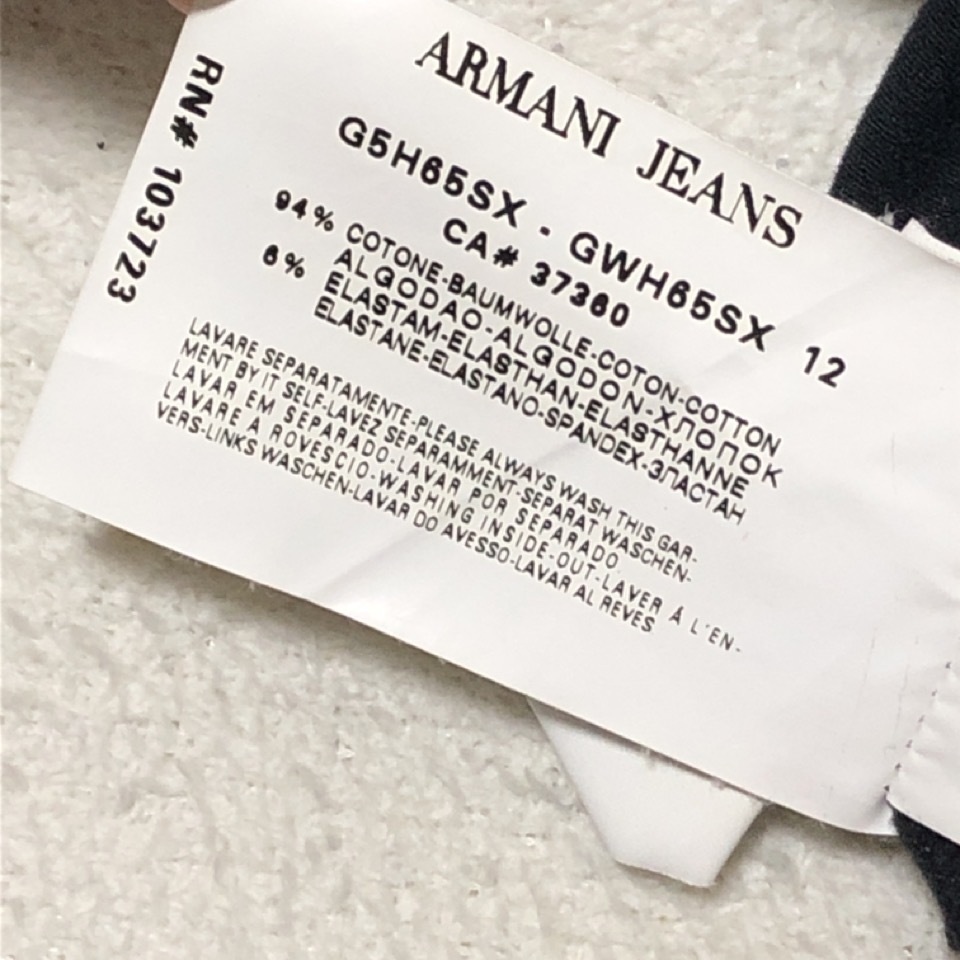 ARMANI JEANS
G5H65SX - GWH65SX 12
CA# 37360
94% COTONE-BAUMWOLLE-COTON-COTTON
ALGODAO-ALGODON-ХЛОПОК
6% ELASTAM-ELASTHAN-ELASTHANNE
ELASTANE-ELASTANO-SPANDEX-ЭЛАСТАН
LAVARE SEPARATAMENTE-PLEASE ALWAYS WASH THIS GAR-
MENT BY IT SELF-LAVEZ SEPARAMMENT-SEPARAT WASCHEN-
LAVAR EM SEPARADO-LAVAR POR SEPARADO
LAVARE A ROVESCIO-WASHING INSIDE-OUT-LAVER Á L'EN-
VERS-LINKS WASCHEN-LAVAR DO AVESSO-LAVAR AL REVES
RN# 103723